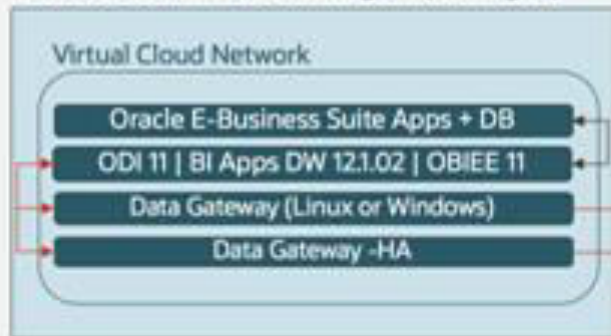 Virtual Cloud Network
Oracle E-Business Suite Apps + DB
ODI 11 | BI Apps DW 12.1.02 | OBIEE 11
Data Gateway (Linux or Windows)
Data Gateway -HA